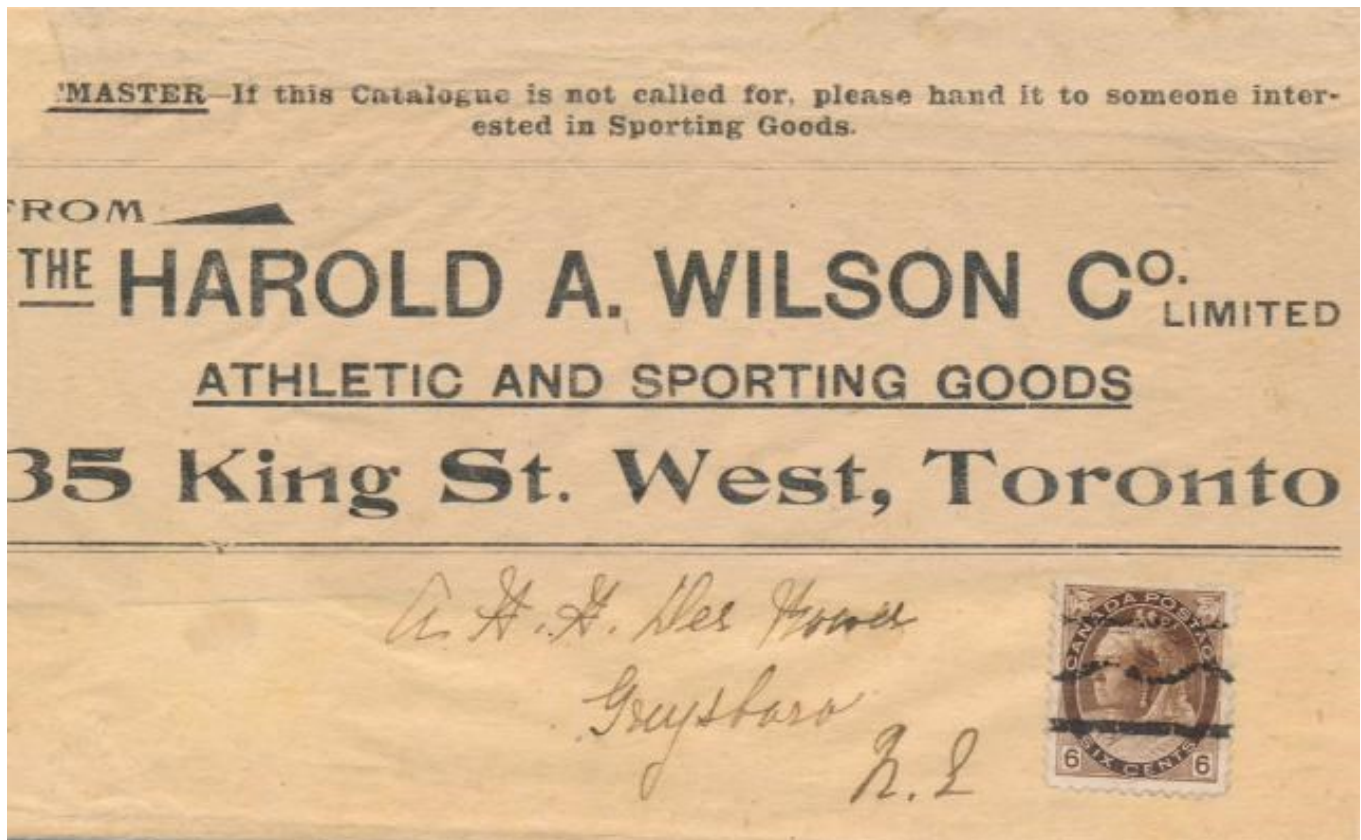 'MASTER—If this Catalogue is not called for, please hand it to someone inter-
ested in Sporting Goods.
FROM
THE HAROLD A. WILSON Co. LIMITED
ATHLETIC AND SPORTING GOODS
35 King St. West, Toronto
A. H. H. Des
Guysboro
N. S
CANADA POSTAGE
SIX CENTS
6 6